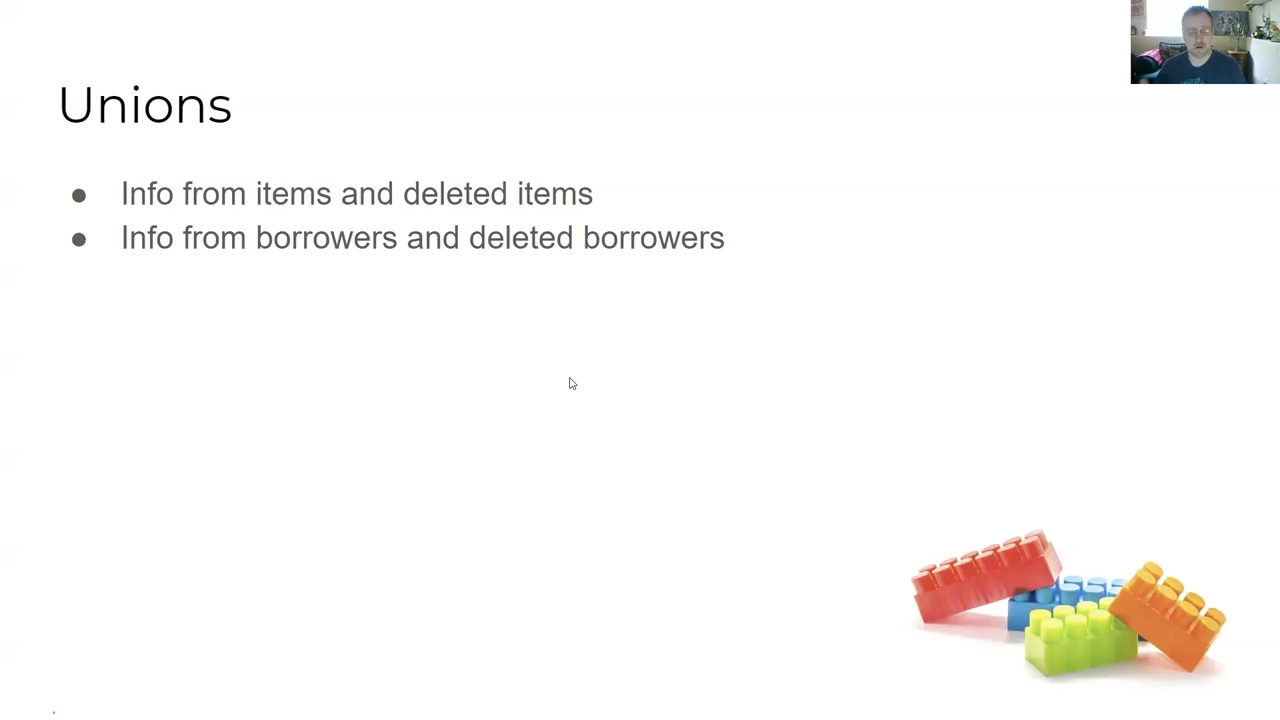 Unions
● Info from items and deleted items
● Info from borrowers and deleted borrowers